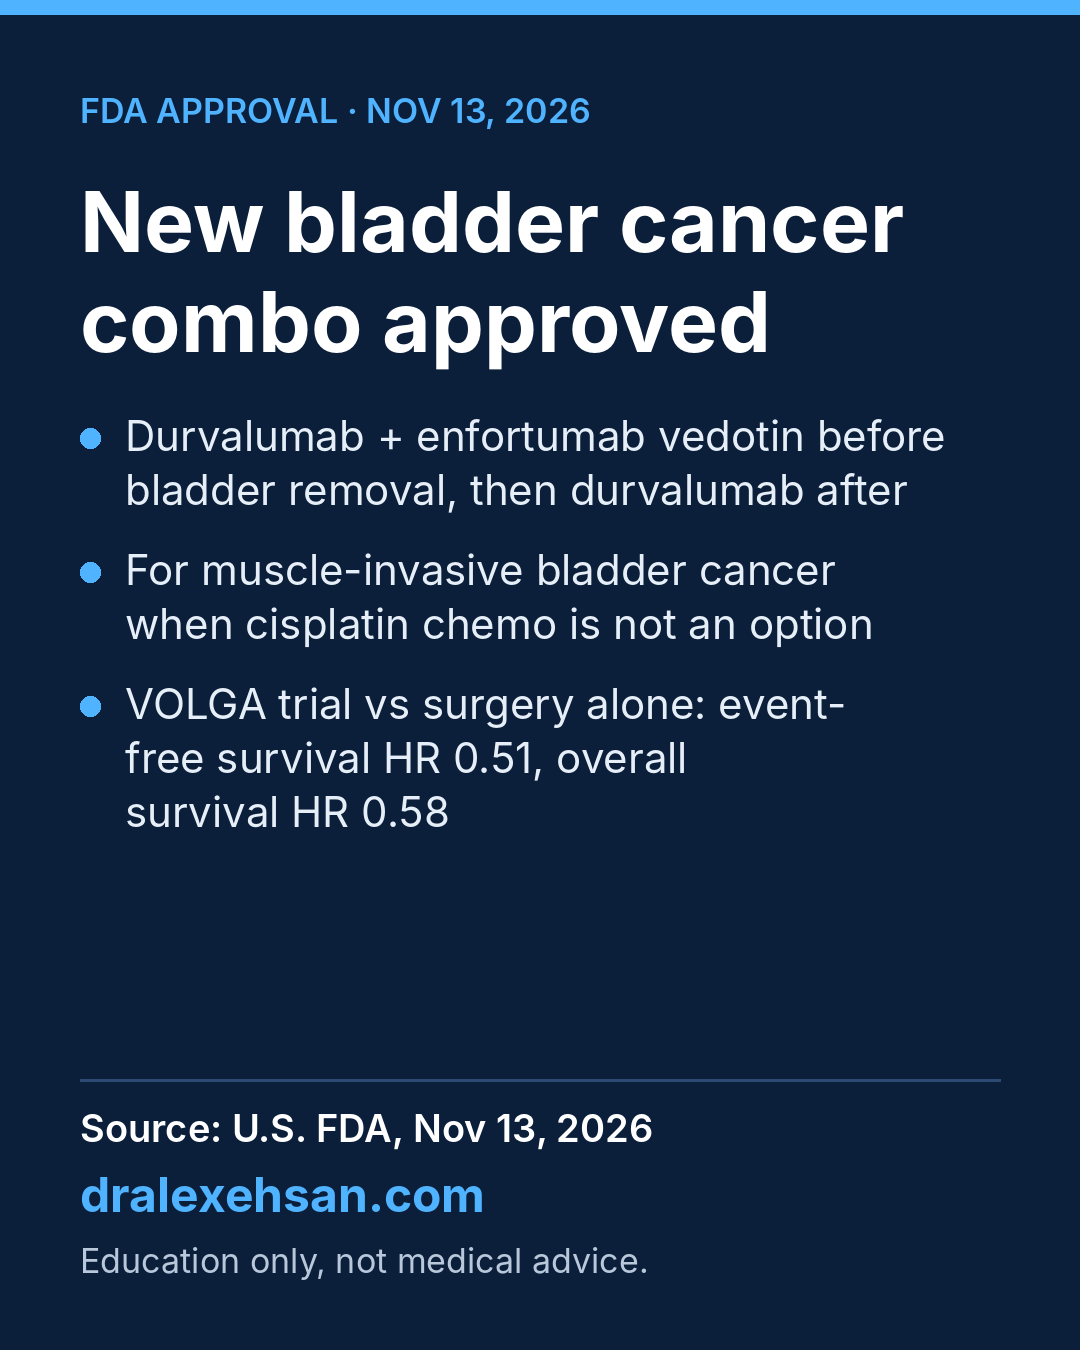 FDA APPROVAL · NOV 13, 2026
New bladder cancer
combo approved
Durvalumab + enfortumab vedotin before
bladder removal, then durvalumab after
For muscle-invasive bladder cancer
when cisplatin chemo is not an option
VOLGA trial vs surgery alone: event-
free survival HR 0.51, overall
survival HR 0.58
Source: U.S. FDA, Nov 13, 2026
dralexehsan.com
Education only, not medical advice.